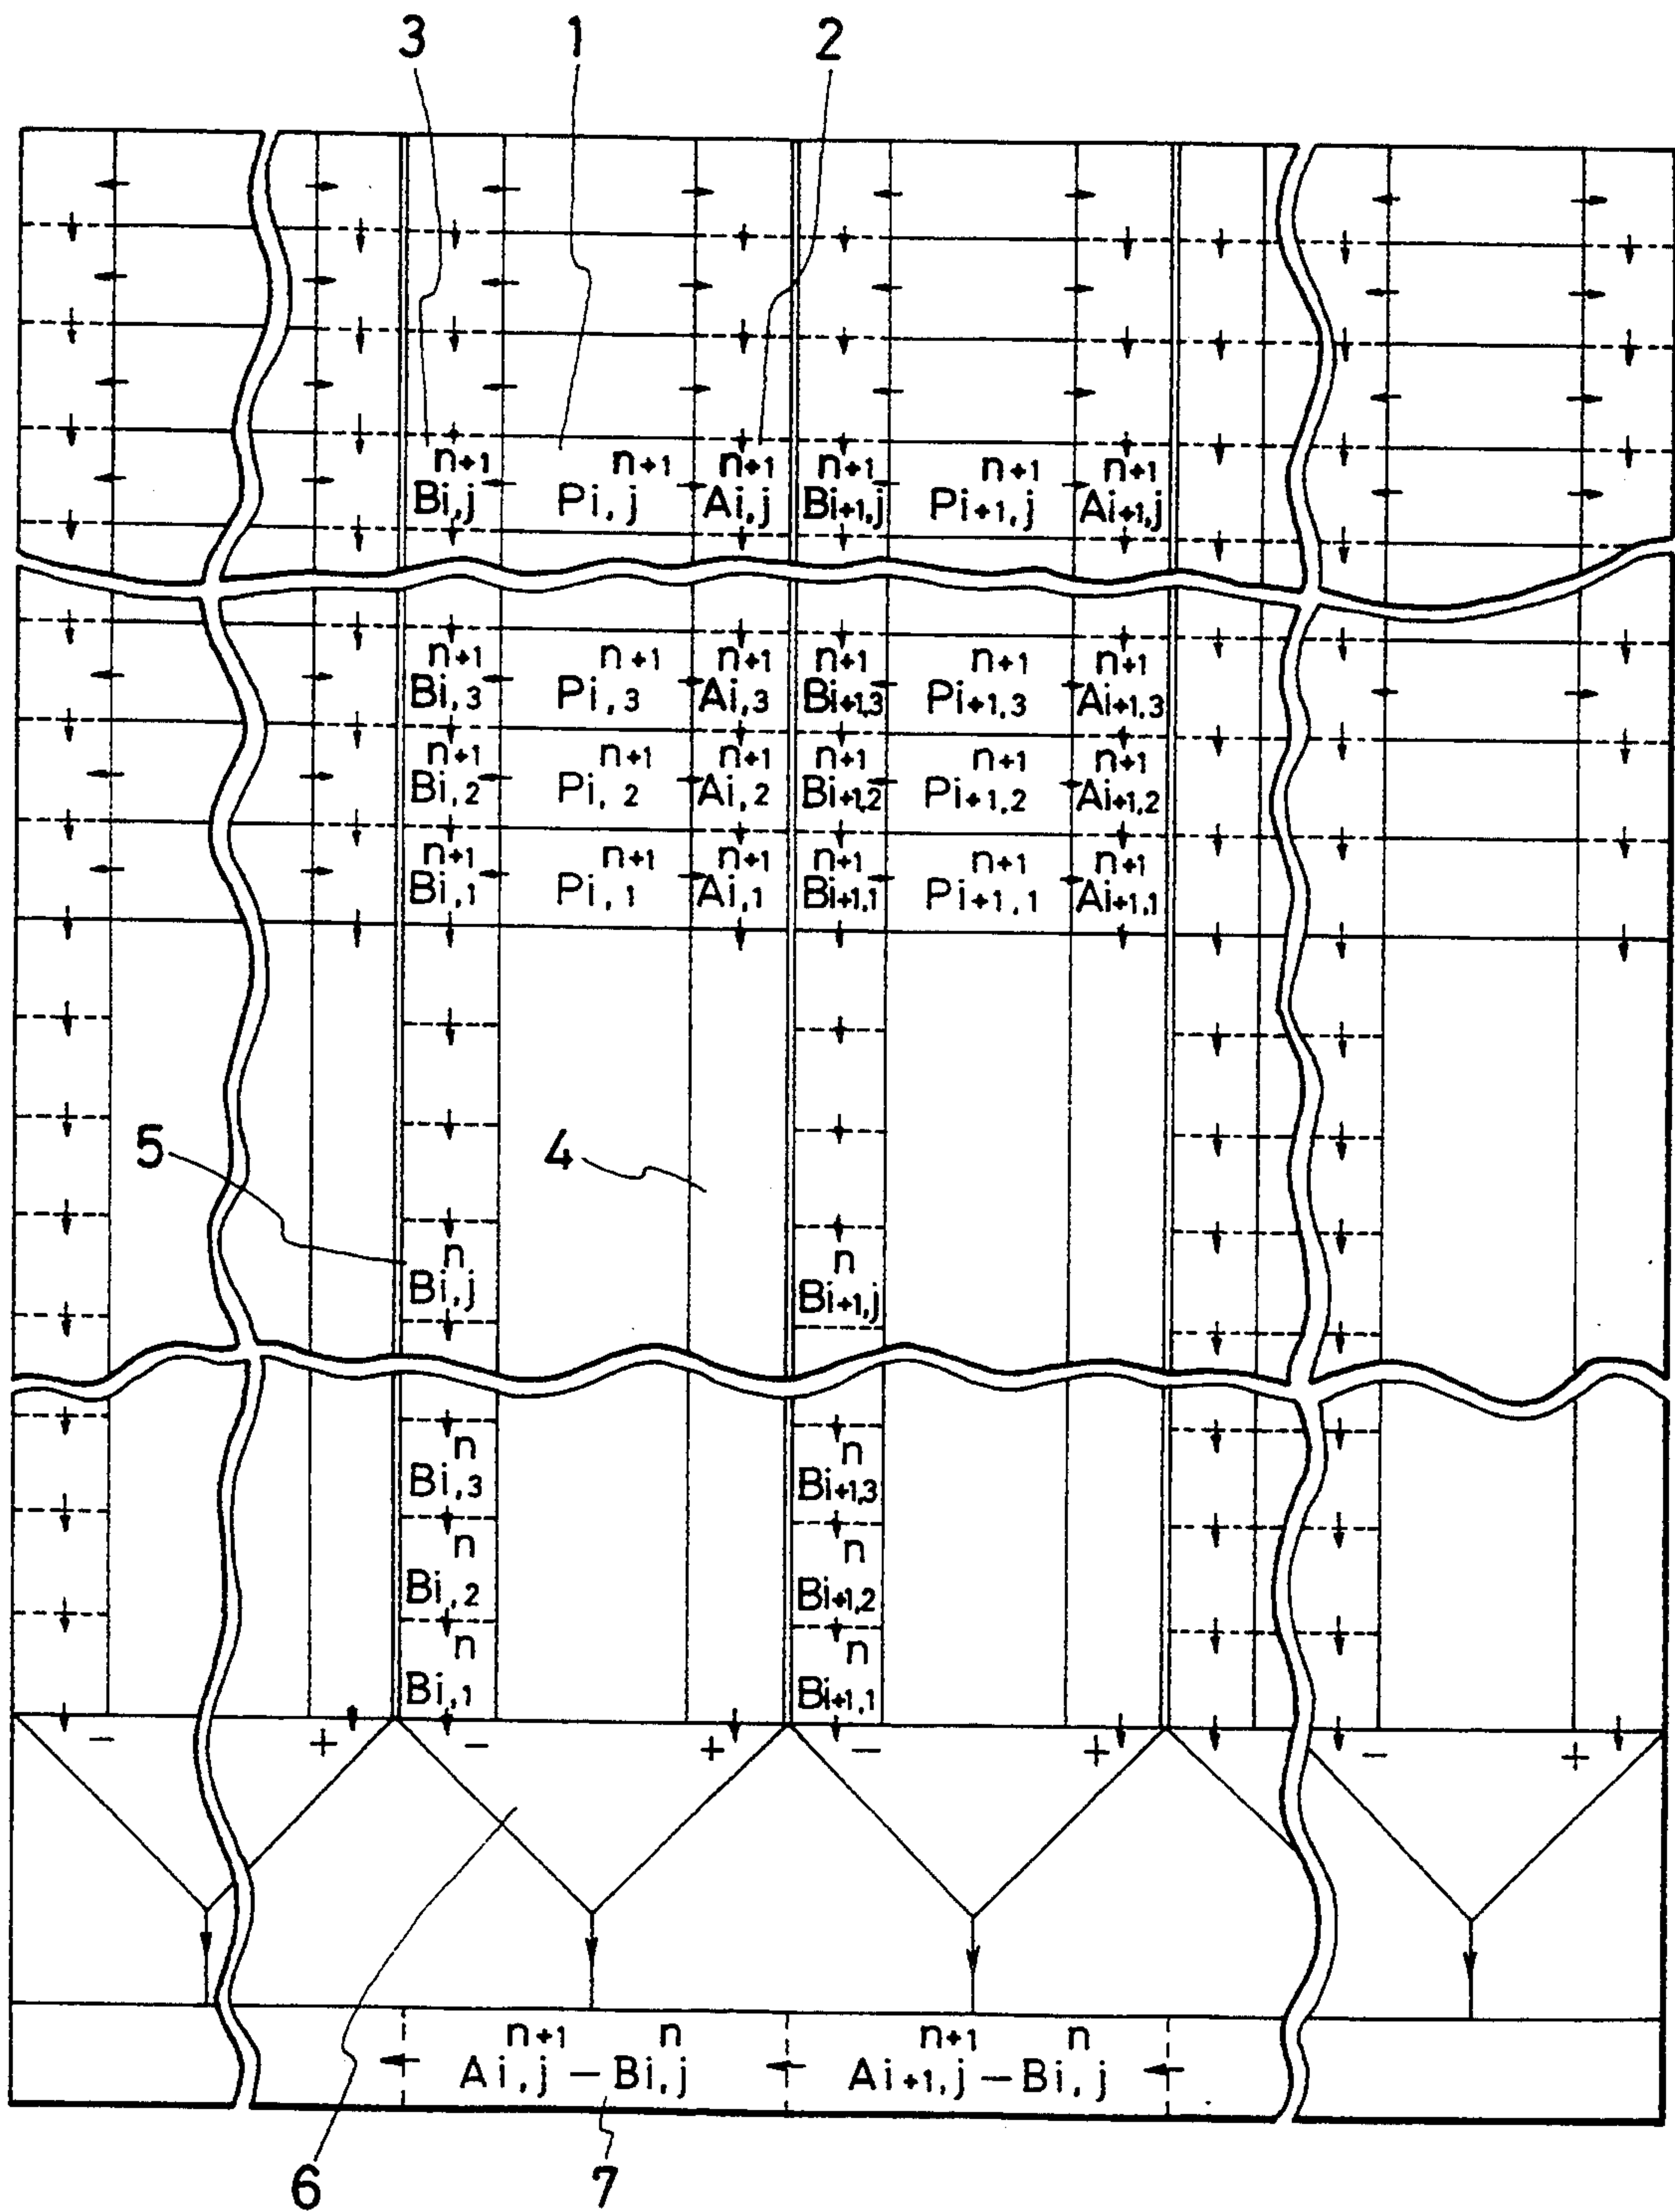 3 1 2
n+1 n+1 n+1 n+1 n+1 n+1
Bi,j Pi,j Ai,j Bi+1,j Pi+1,j Ai+1,j
n+1 n+1 n+1 n+1 n+1 n+1
Bi,3 Pi,3 Ai,3 Bi+1,3 Pi+1,3 Ai+1,3
n+1 n+1 n+1 n+1 n+1 n+1
Bi,2 Pi,2 Ai,2 Bi+1,2 Pi+1,2 Ai+1,2
n+1 n+1 n+1 n+1 n+1 n+1
Bi,1 Pi,1 Ai,1 Bi+1,1 Pi+1,1 Ai+1,1
5 4
n n
Bi,j Bi+1,j
n n
Bi,3 Bi+1,3
n n
Bi,2 Bi+1,2
n n
Bi,1 Bi+1,1
− + − + − + − +
n+1 n n+1 n
Ai,j − Bi,j Ai+1,j − Bi,j
6 7